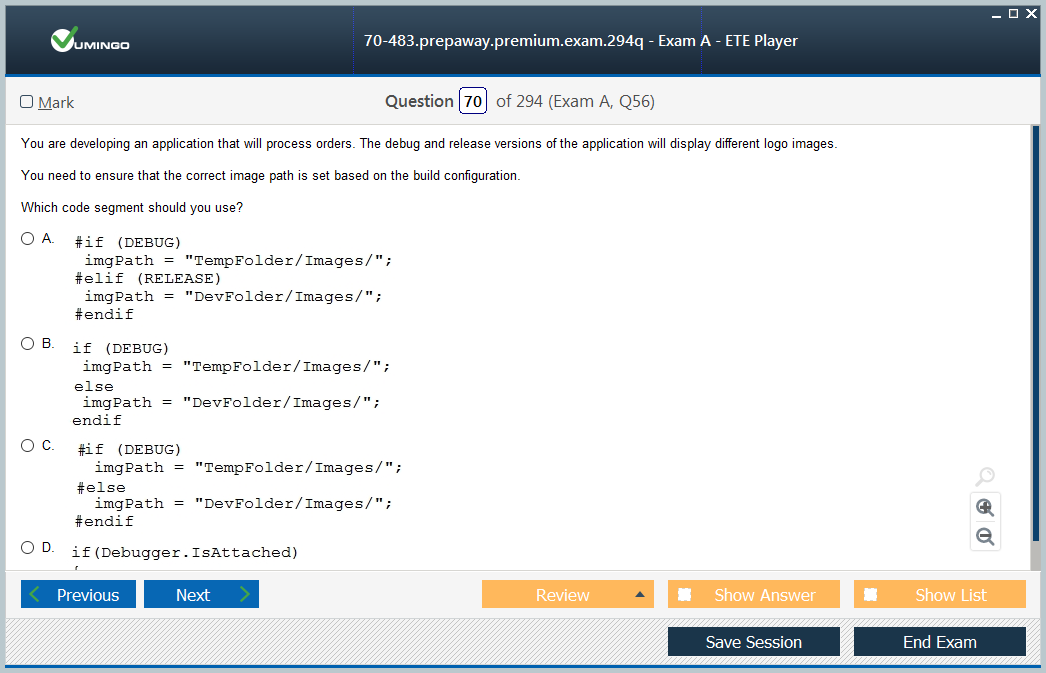 VUMINGO
70-483.prepaway.premium.exam.294q - Exam A - ETE Player
Mark
Question 70 of 294 (Exam A, Q56)
You are developing an application that will process orders. The debug and release versions of the application will display different logo images.
You need to ensure that the correct image path is set based on the build configuration.
Which code segment should you use?
A. #if (DEBUG)
imgPath = "TempFolder/Images/";
#elif (RELEASE)
imgPath = "DevFolder/Images/";
#endif
B. if (DEBUG)
imgPath = "TempFolder/Images/";
else
imgPath = "DevFolder/Images/";
endif
C. #if (DEBUG)
imgPath = "TempFolder/Images/";
#else
imgPath = "DevFolder/Images/";
#endif
D. if(Debugger.IsAttached)
Previous
Next
Review
Show Answer
Show List
Save Session
End Exam